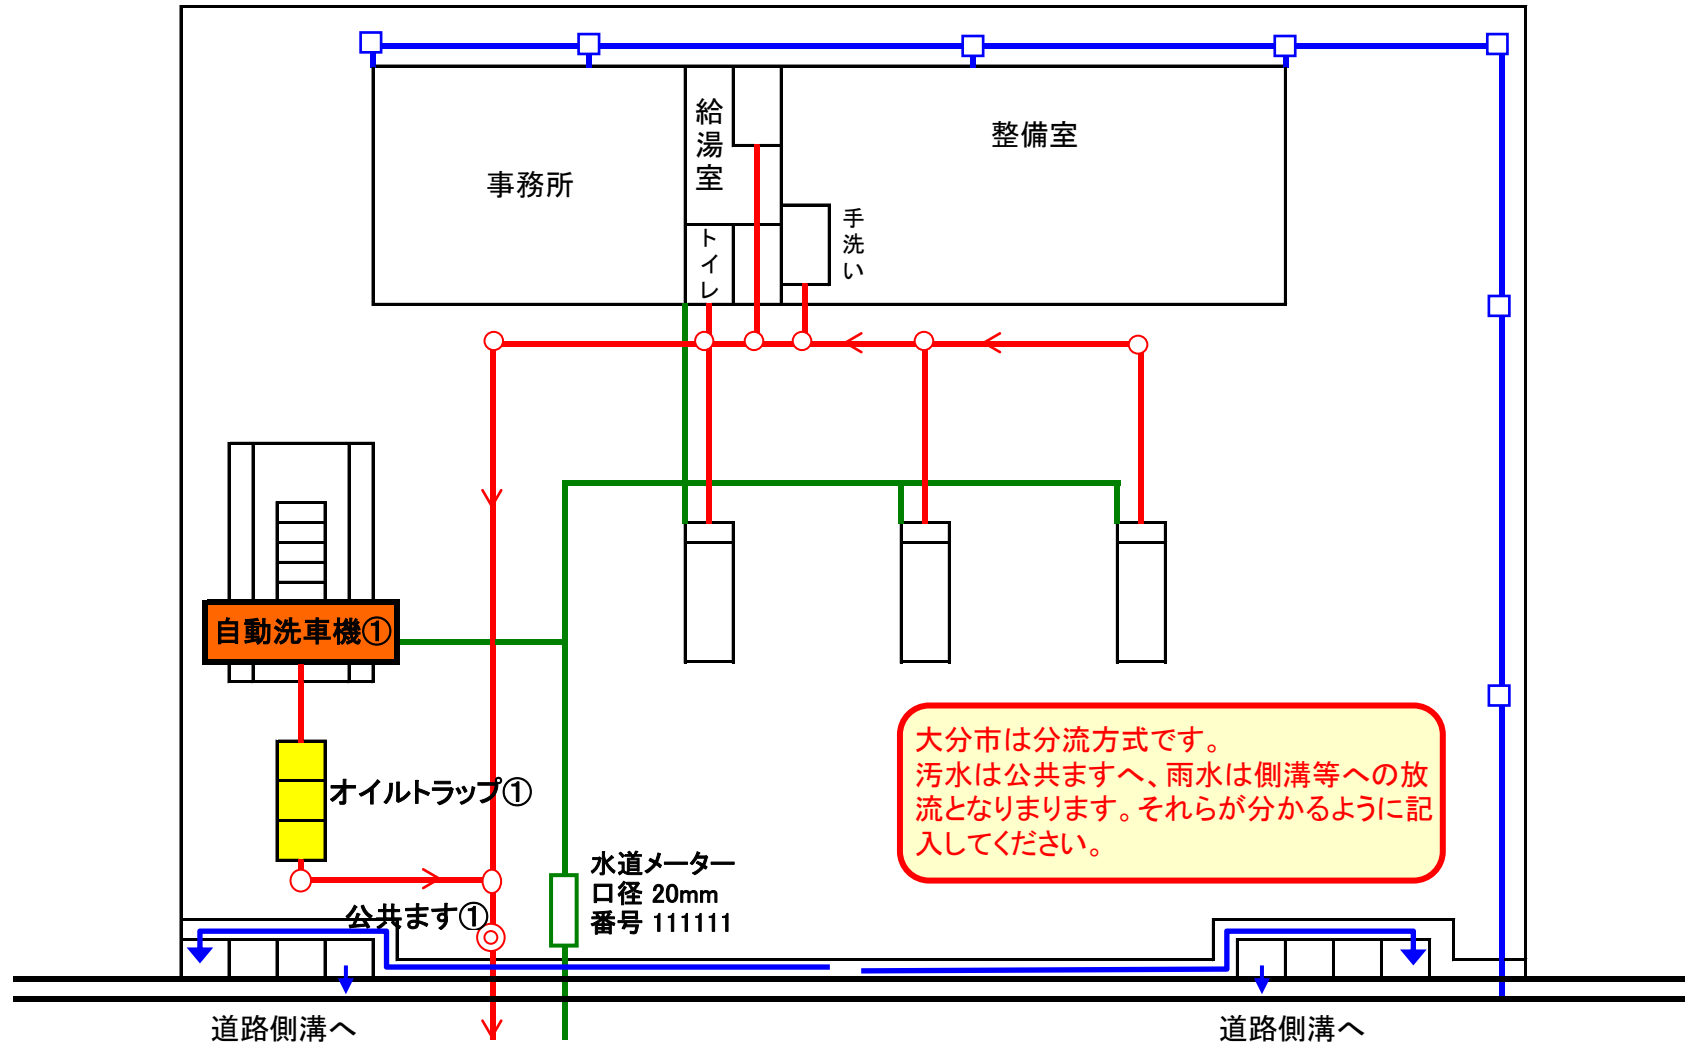 給湯室
整備室
事務所
手洗い
トイレ
自動洗車機①
大分市は分流方式です。
汚水は公共ますへ、雨水は側溝等への放
流となりまります。それらが分かるように記
入してください。
オイルトラップ①
水道メーター
口径 20mm
番号 111111
公共ます①
道路側溝へ
道路側溝へ